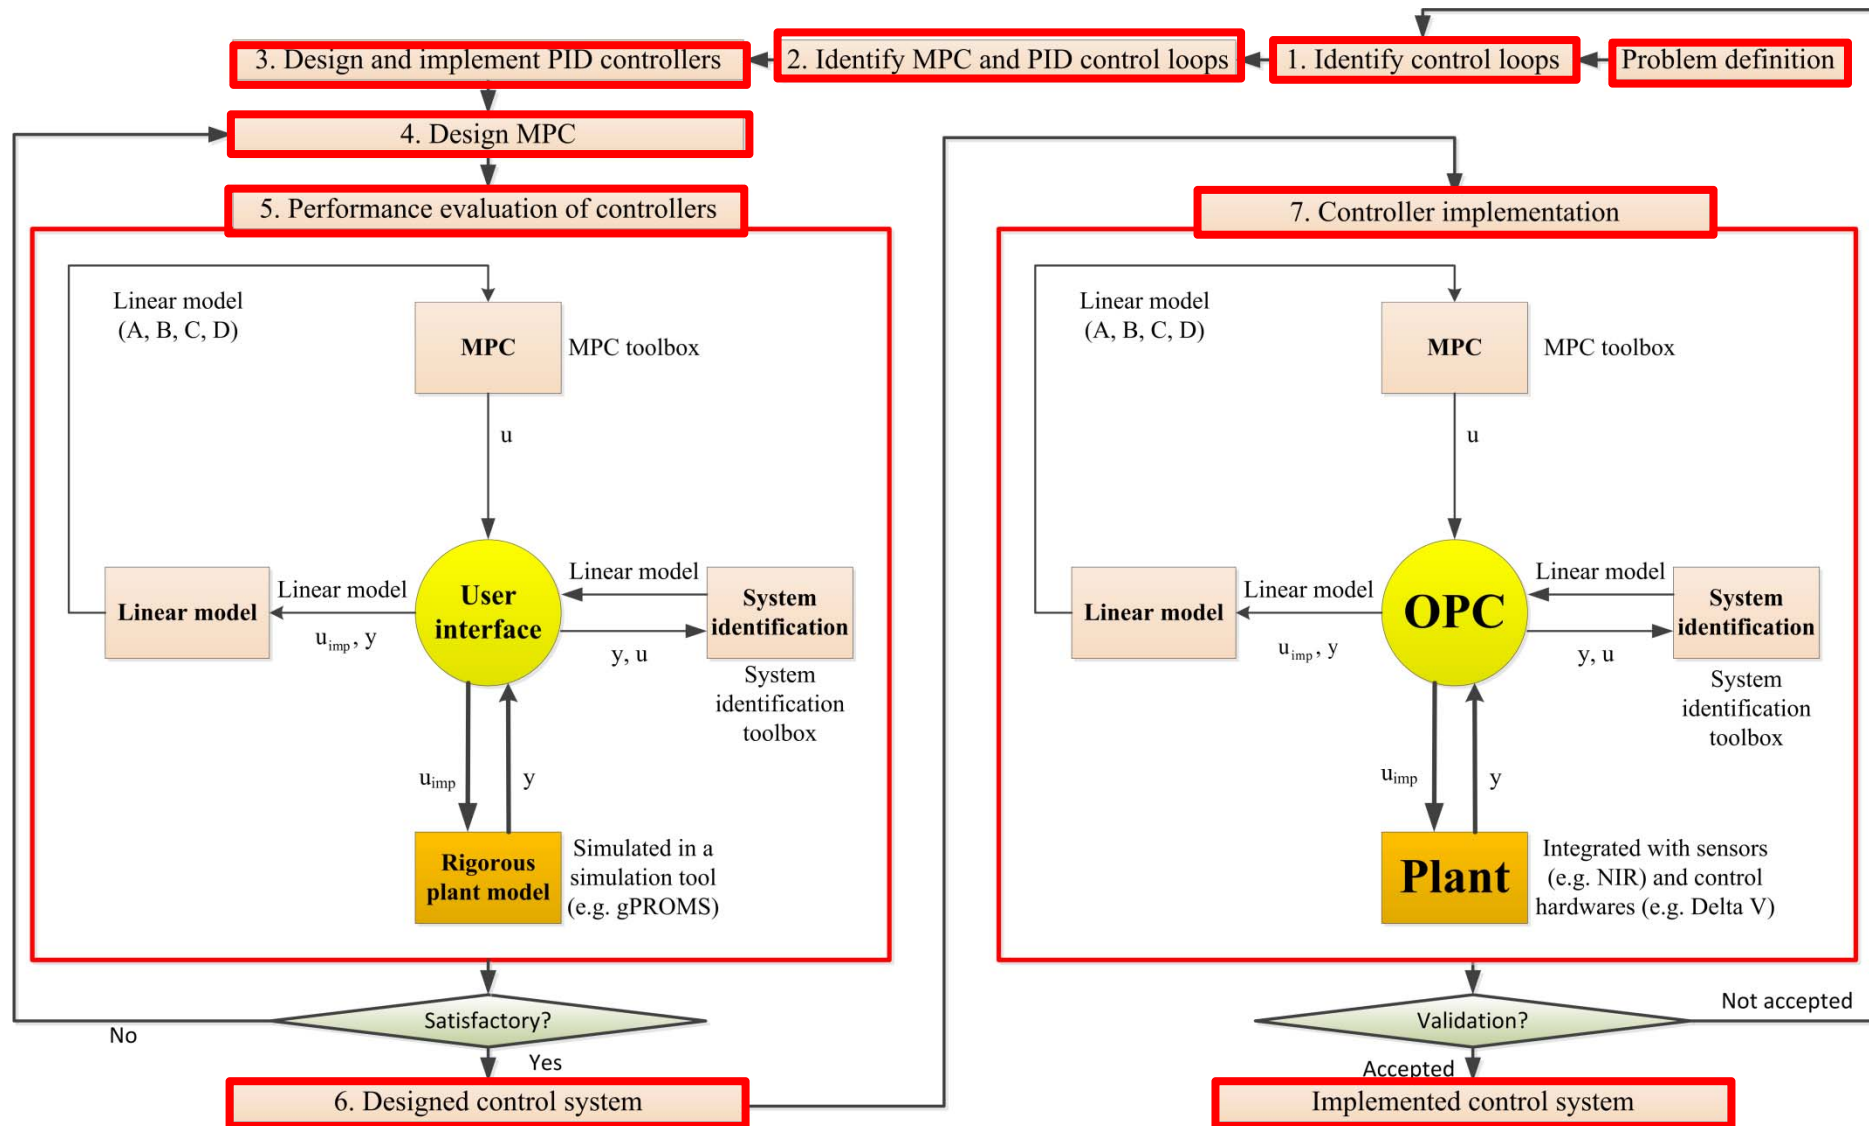 3. Design and implement PID controllers
2. Identify MPC and PID control loops
1. Identify control loops
Problem definition
4. Design MPC
5. Performance evaluation of controllers
Linear model
(A, B, C, D)
MPC
MPC toolbox
u
Linear model
Linear model
u_imp, y
User
interface
Linear model
y, u
System
identification
System
identification
toolbox
u_imp
y
Rigorous
plant model
Simulated in a
simulation tool
(e.g. gPROMS)
Satisfactory?
No
Yes
6. Designed control system
7. Controller implementation
Linear model
(A, B, C, D)
MPC
MPC toolbox
u
Linear model
Linear model
u_imp, y
OPC
Linear model
y, u
System
identification
System
identification
toolbox
u_imp
y
Plant
Integrated with sensors
(e.g. NIR) and control
hardwares (e.g. Delta V)
Validation?
Not accepted
Accepted
Implemented control system